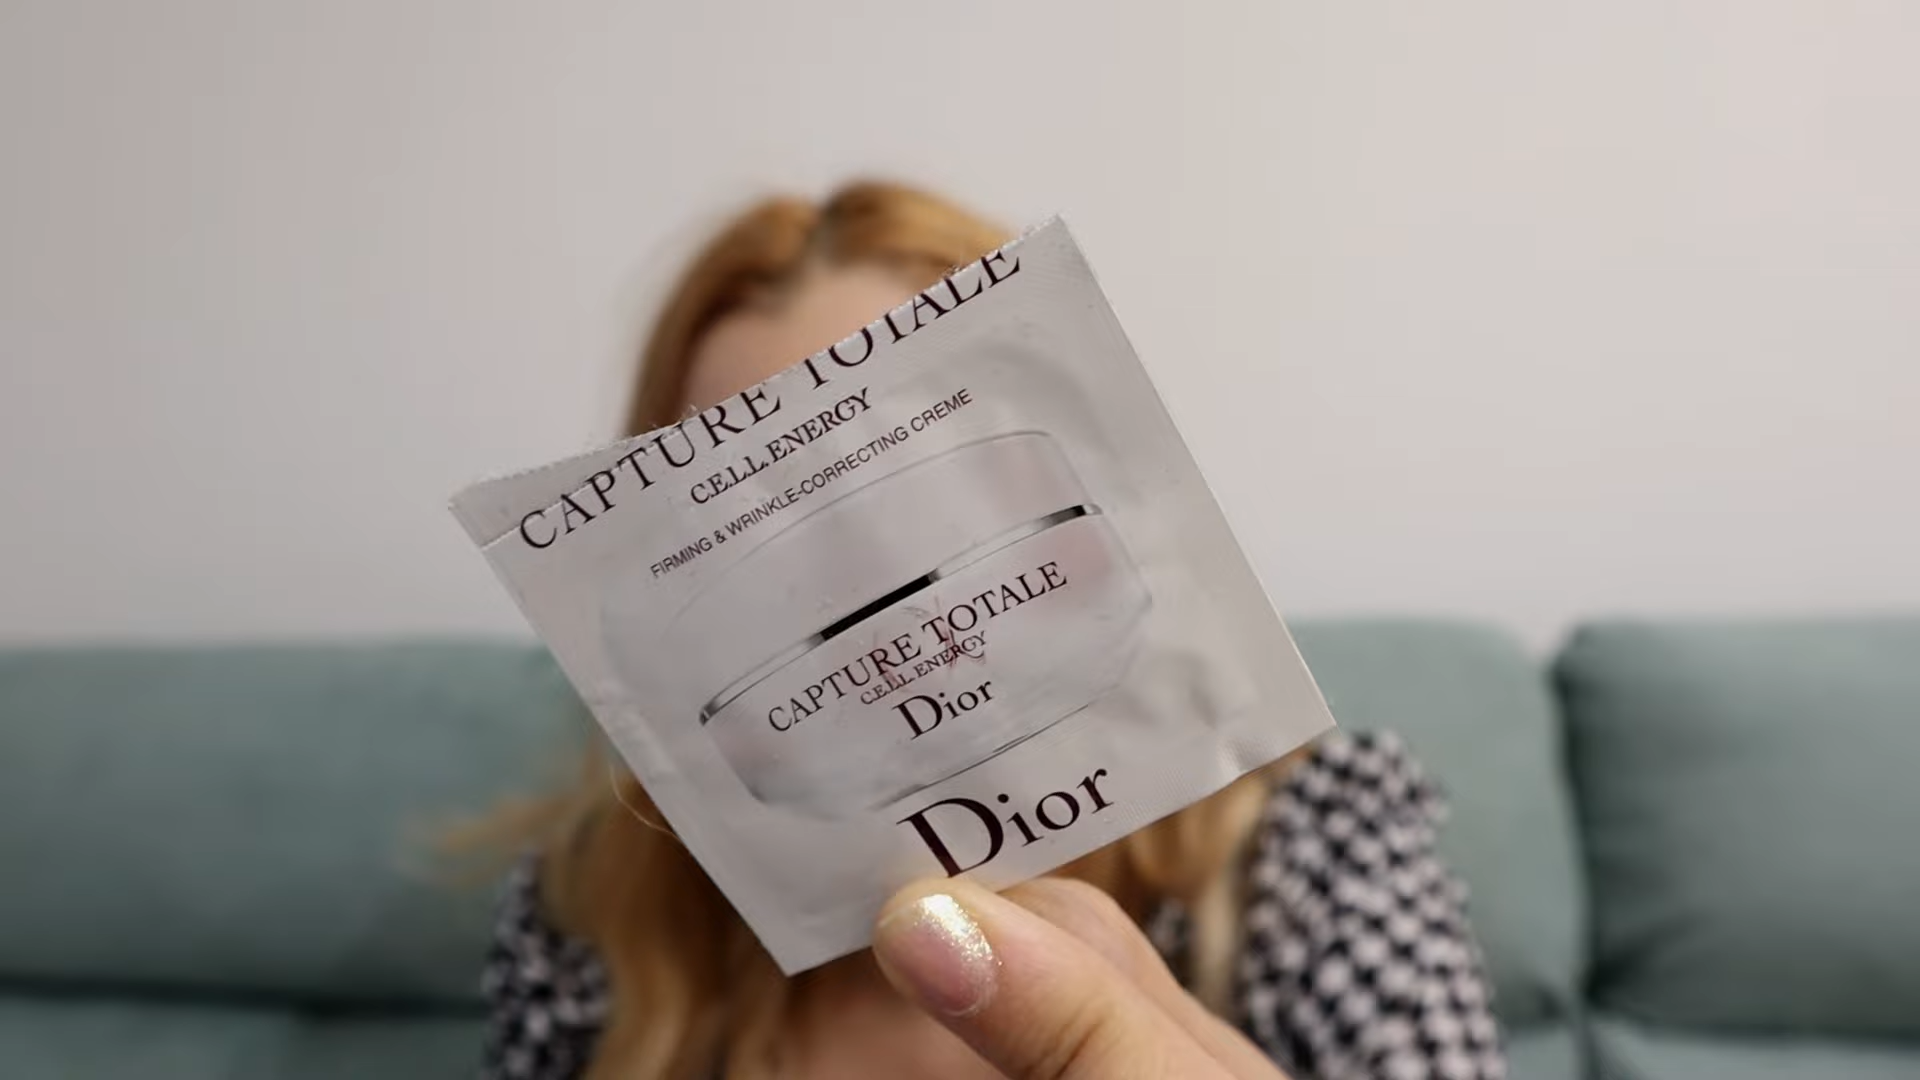 CAPTURE TOTALE
C.E.L.L. ENERGY
FIRMING & WRINKLE-CORRECTING CREME
CAPTURE TOTALE
C.E.L.L. ENERGY
Dior
Dior